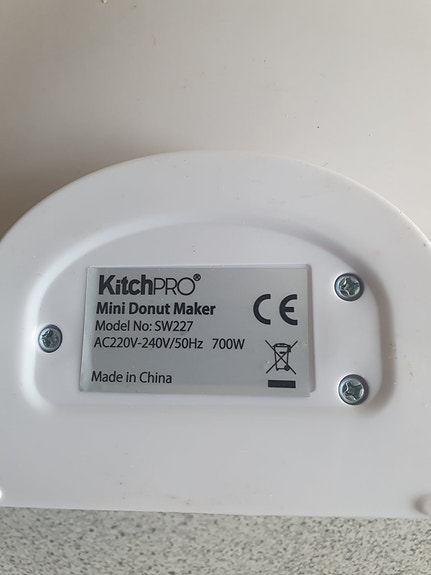 KitchPRO®
Mini Donut Maker
Model No: SW227
AC220V-240V/50Hz 700W
Made in China
CE